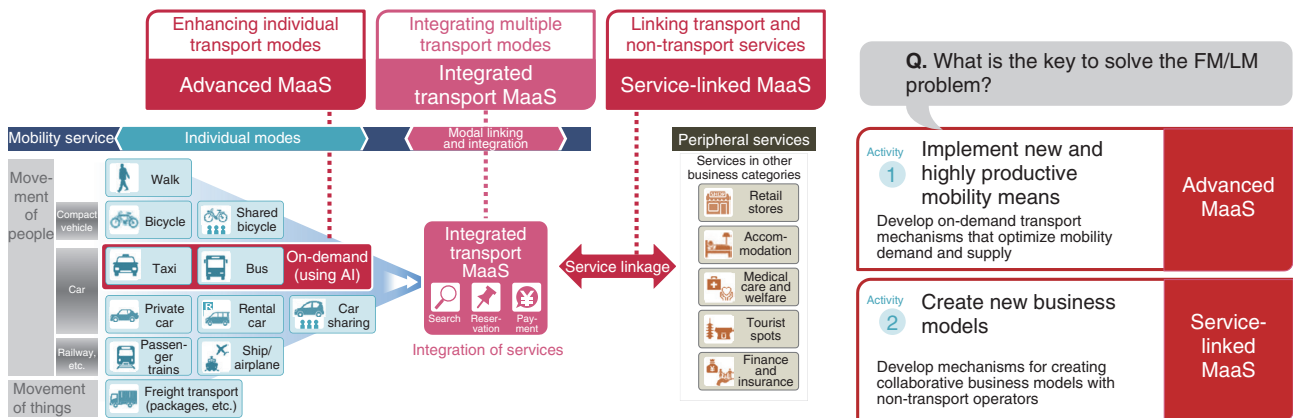 Enhancing individual
transport modes
Advanced MaaS
Integrating multiple
transport modes
Integrated
transport MaaS
Linking transport and
non-transport services
Service-linked MaaS
Mobility service
Individual modes
Modal linking
and integration
Peripheral services
Move-
ment
of
people
Compact
vehicle
Car
Railway,
etc.
Movement
of things
Walk
Bicycle
Shared
bicycle
Taxi
Bus
On-demand
(using AI)
Private
car
Rental
car
Car
sharing
Passen-
ger
trains
Ship/
airplane
Freight transport
(packages, etc.)
Integrated
transport
MaaS
Search
Reser-
vation
Pay-
ment
Integration of services
Service linkage
Services in other
business categories
Retail
stores
Accom-
modation
Medical
care and
welfare
Tourist
spots
Finance
and
insurance
Q. What is the key to solve the FM/LM
problem?
Activity
1
Implement new and
highly productive
mobility means
Develop on-demand transport
mechanisms that optimize mobility
demand and supply
Advanced
MaaS
Activity
2
Create new business
models
Develop mechanisms for creating
collaborative business models with
non-transport operators
Service-
linked
MaaS